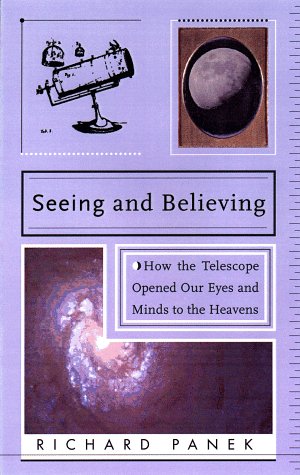 Seeing and Believing
How the Telescope
Opened Our Eyes and
Minds to the Heavens
RICHARD PANEK